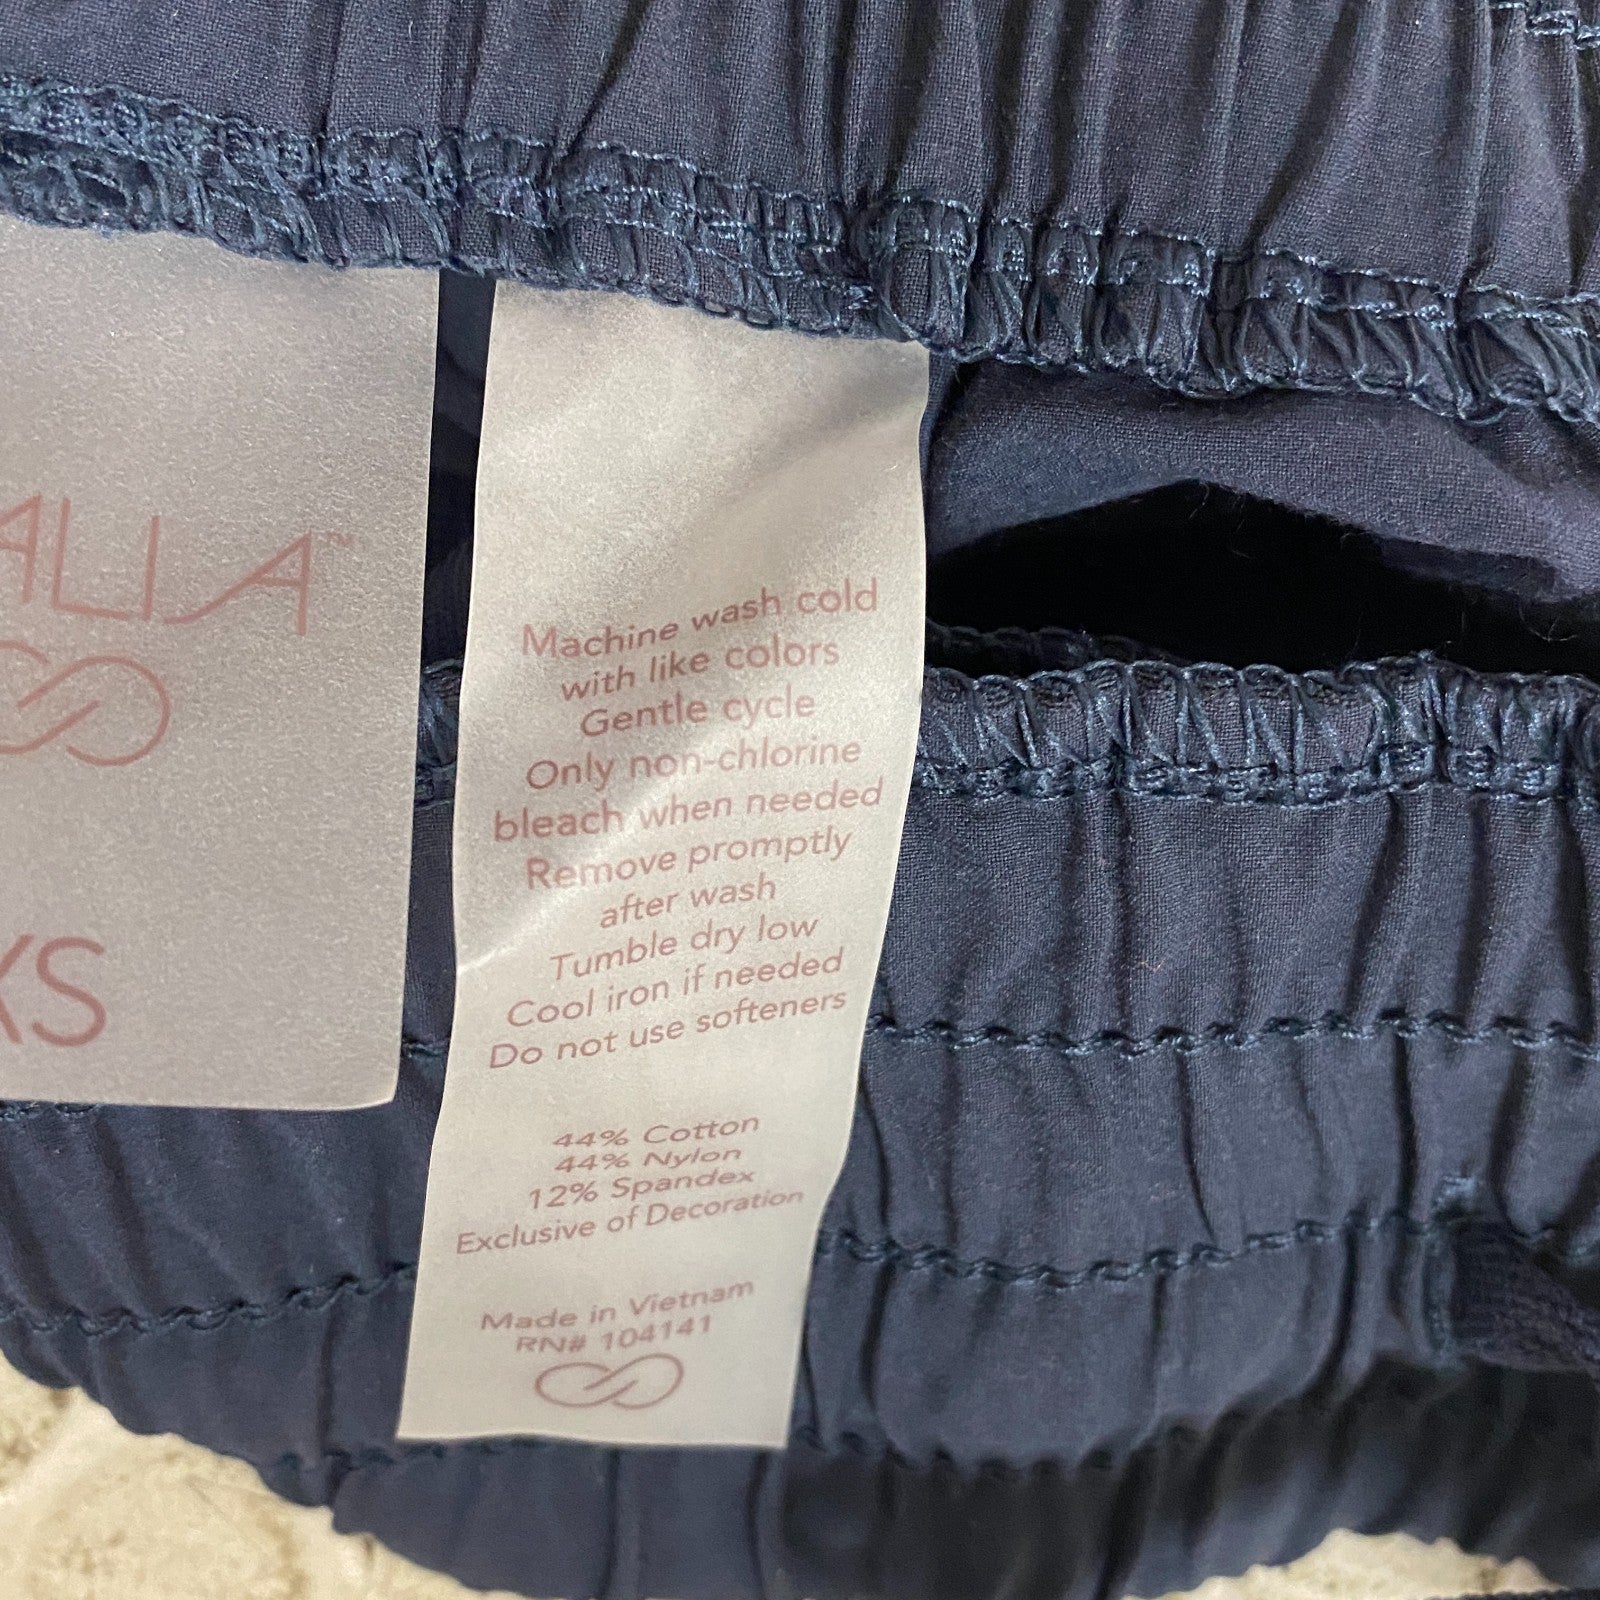 ALIA™
XS
Machine wash cold
with like colors
Gentle cycle
Only non-chlorine
bleach when needed
Remove promptly
after wash
Tumble dry low
Cool iron if needed
Do not use softeners
44% Cotton
44% Nylon
12% Spandex
Exclusive of Decoration
Made in Vietnam
RN# 104141